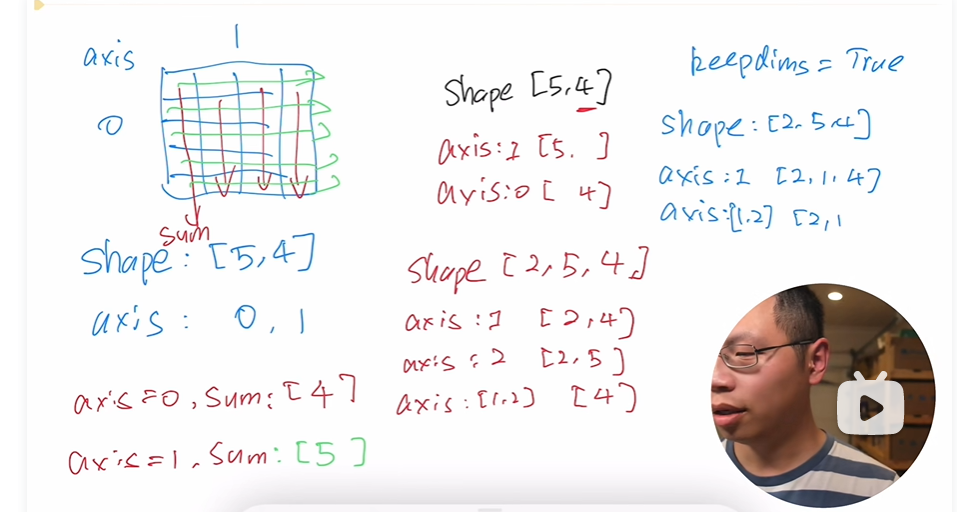 1
axis
0
sum
shape: [5,4]
axis: 0, 1
axis=0, sum: [4]
axis=1, sum: [5]
shape [5,4]
axis:1 [5, ]
axis:0 [ 4]
shape [2,5,4,]
axis:1 [2,4]
axis:2 [2,5]
axis:[1,2] [4]
keepdims = True
shape: [2,5,4]
axis:1 [2,1,4]
axis:[1,2] [2,1